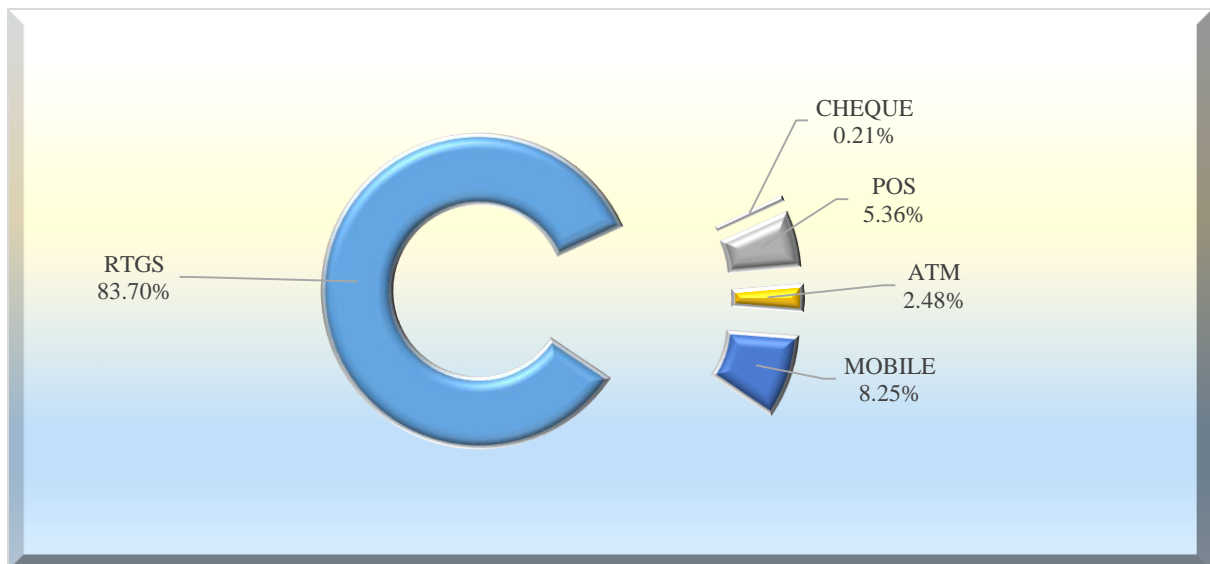 CHEQUE
0.21%
POS
5.36%
RTGS
83.70%
ATM
2.48%
MOBILE
8.25%